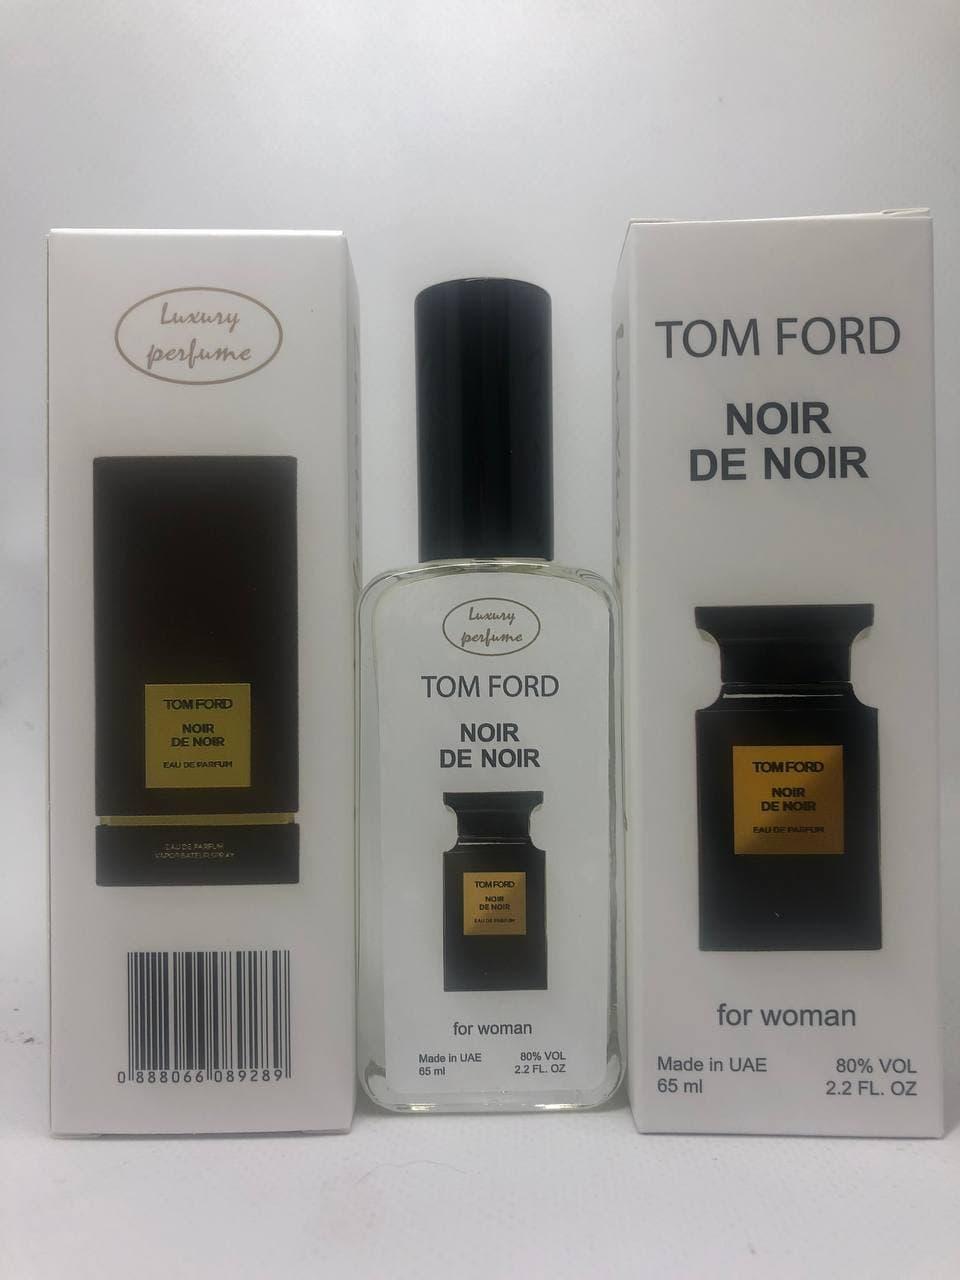 Luxury
perfume
TOM FORD
NOIR
DE NOIR
EAU DE PARFUM
EAU DE PARFUM
VAPORISATEUR SPRAY
0 888066 089289
Luxury
perfume
TOM FORD
NOIR
DE NOIR
TOM FORD
NOIR
DE NOIR
EAU DE PARFUM
for woman
Made in UAE 80% VOL
65 ml 2.2 FL. OZ
TOM FORD
NOIR
DE NOIR
TOM FORD
NOIR
DE NOIR
EAU DE PARFUM
for woman
Made in UAE 80% VOL
65 ml 2.2 FL. OZ